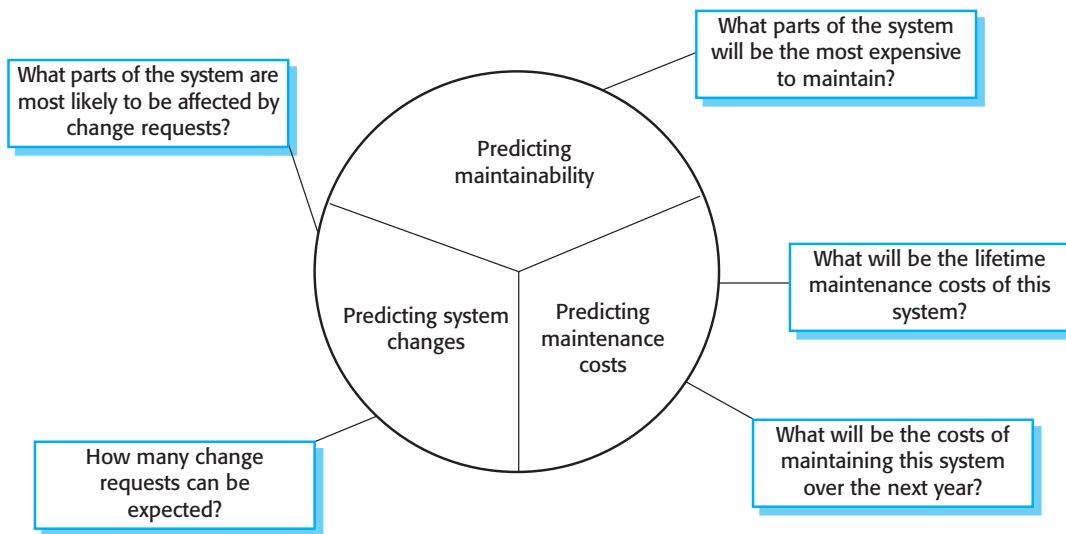 What parts of the system
will be the most expensive
to maintain?
What parts of the system are
most likely to be affected by
change requests?
Predicting
maintainability
What will be the lifetime
maintenance costs of this
system?
Predicting system
changes
Predicting
maintenance
costs
What will be the costs of
maintaining this system
over the next year?
How many change
requests can be
expected?